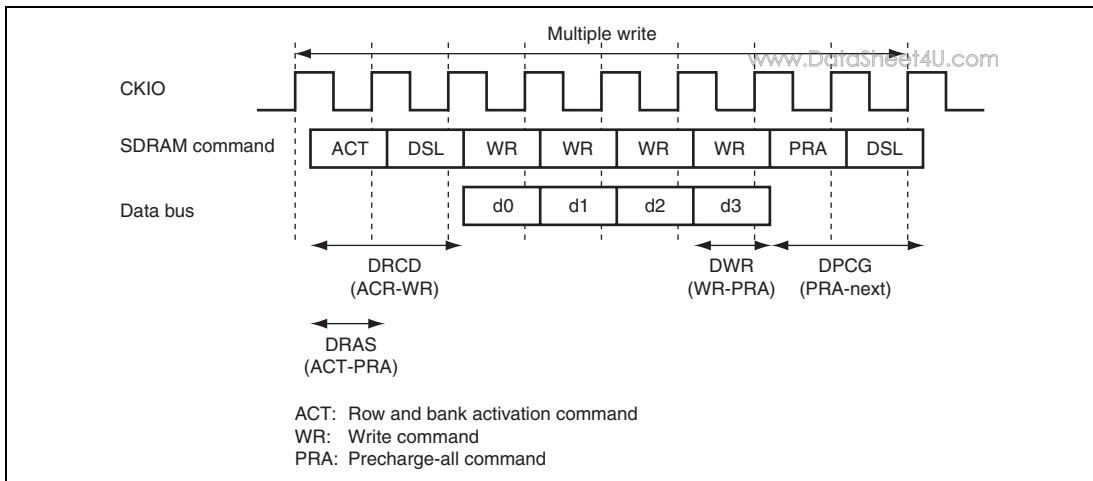 Multiple write
www.DataSheet4U.com
CKIO
SDRAM command
ACT DSL WR WR WR WR PRA DSL
Data bus
d0 d1 d2 d3
DRCD
(ACR-WR)
DWR
(WR-PRA)
DPCG
(PRA-next)
DRAS
(ACT-PRA)
ACT: Row and bank activation command
WR: Write command
PRA: Precharge-all command